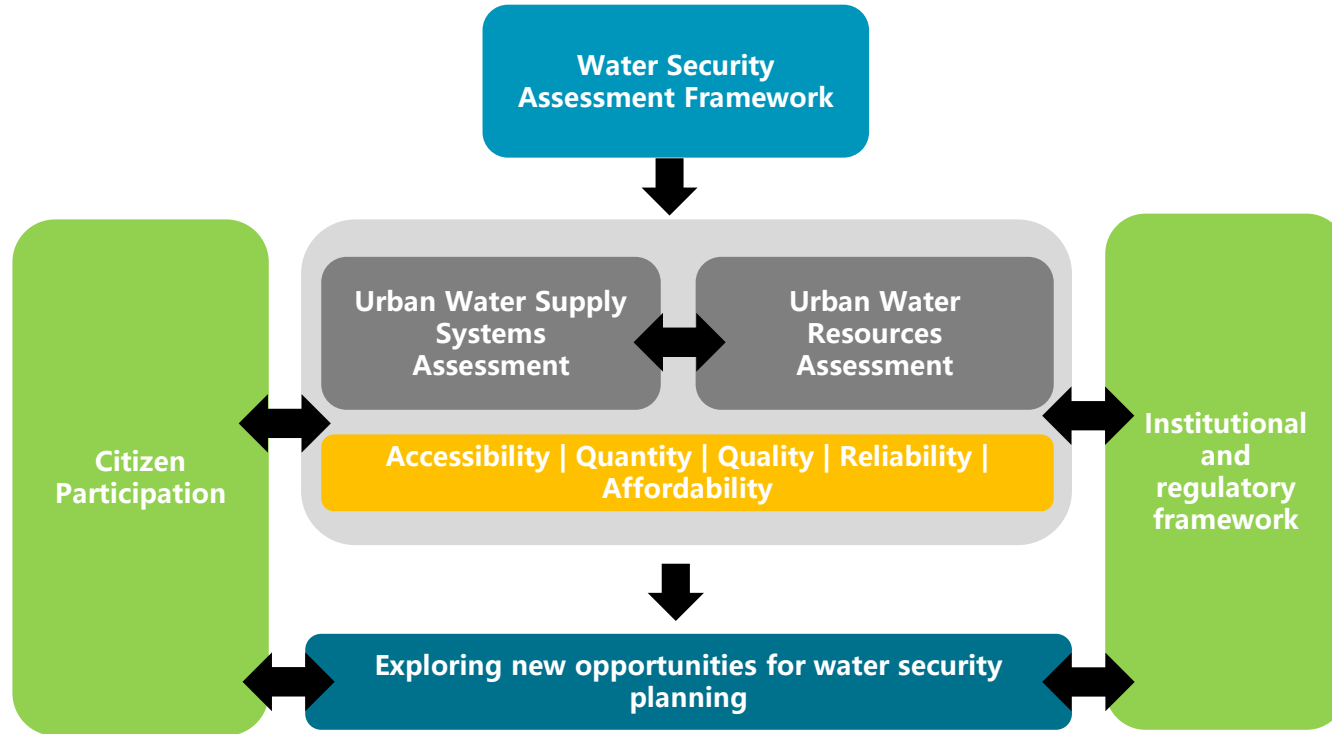 Water Security
Assessment Framework
Urban Water Supply
Systems
Assessment
Urban Water
Resources
Assessment
Accessibility | Quantity | Quality | Reliability |
Affordability
Citizen
Participation
Institutional
and
regulatory
framework
Exploring new opportunities for water security
planning